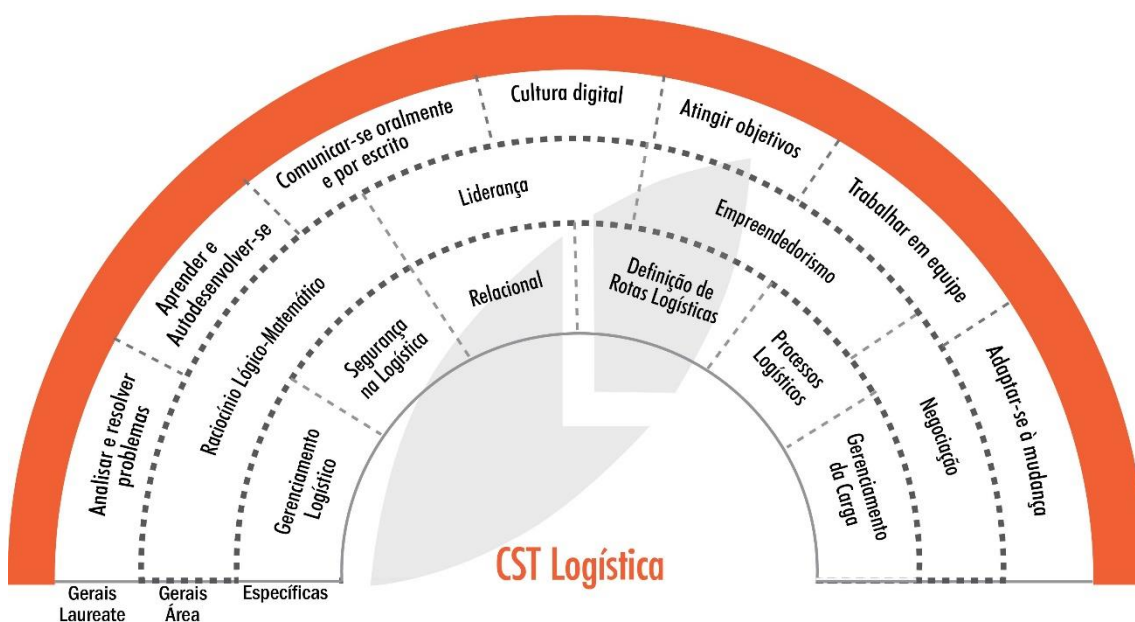 Analisar e resolver
problemas
Aprender e
Autodesenvolver-se
Comunicar-se oralmente
e por escrito
Cultura digital
Atingir objetivos
Trabalhar em equipe
Adaptar-se à mudança
Raciocínio Lógico-Matemático
Liderança
Empreendedorismo
Negociação
Gerenciamento
Logístico
Segurança
na Logística
Relacional
Definição de
Rotas Logísticas
Processos
Logísticos
Gerenciamento
da Carga
CST Logística
Gerais
Laureate
Gerais
Área
Específicas